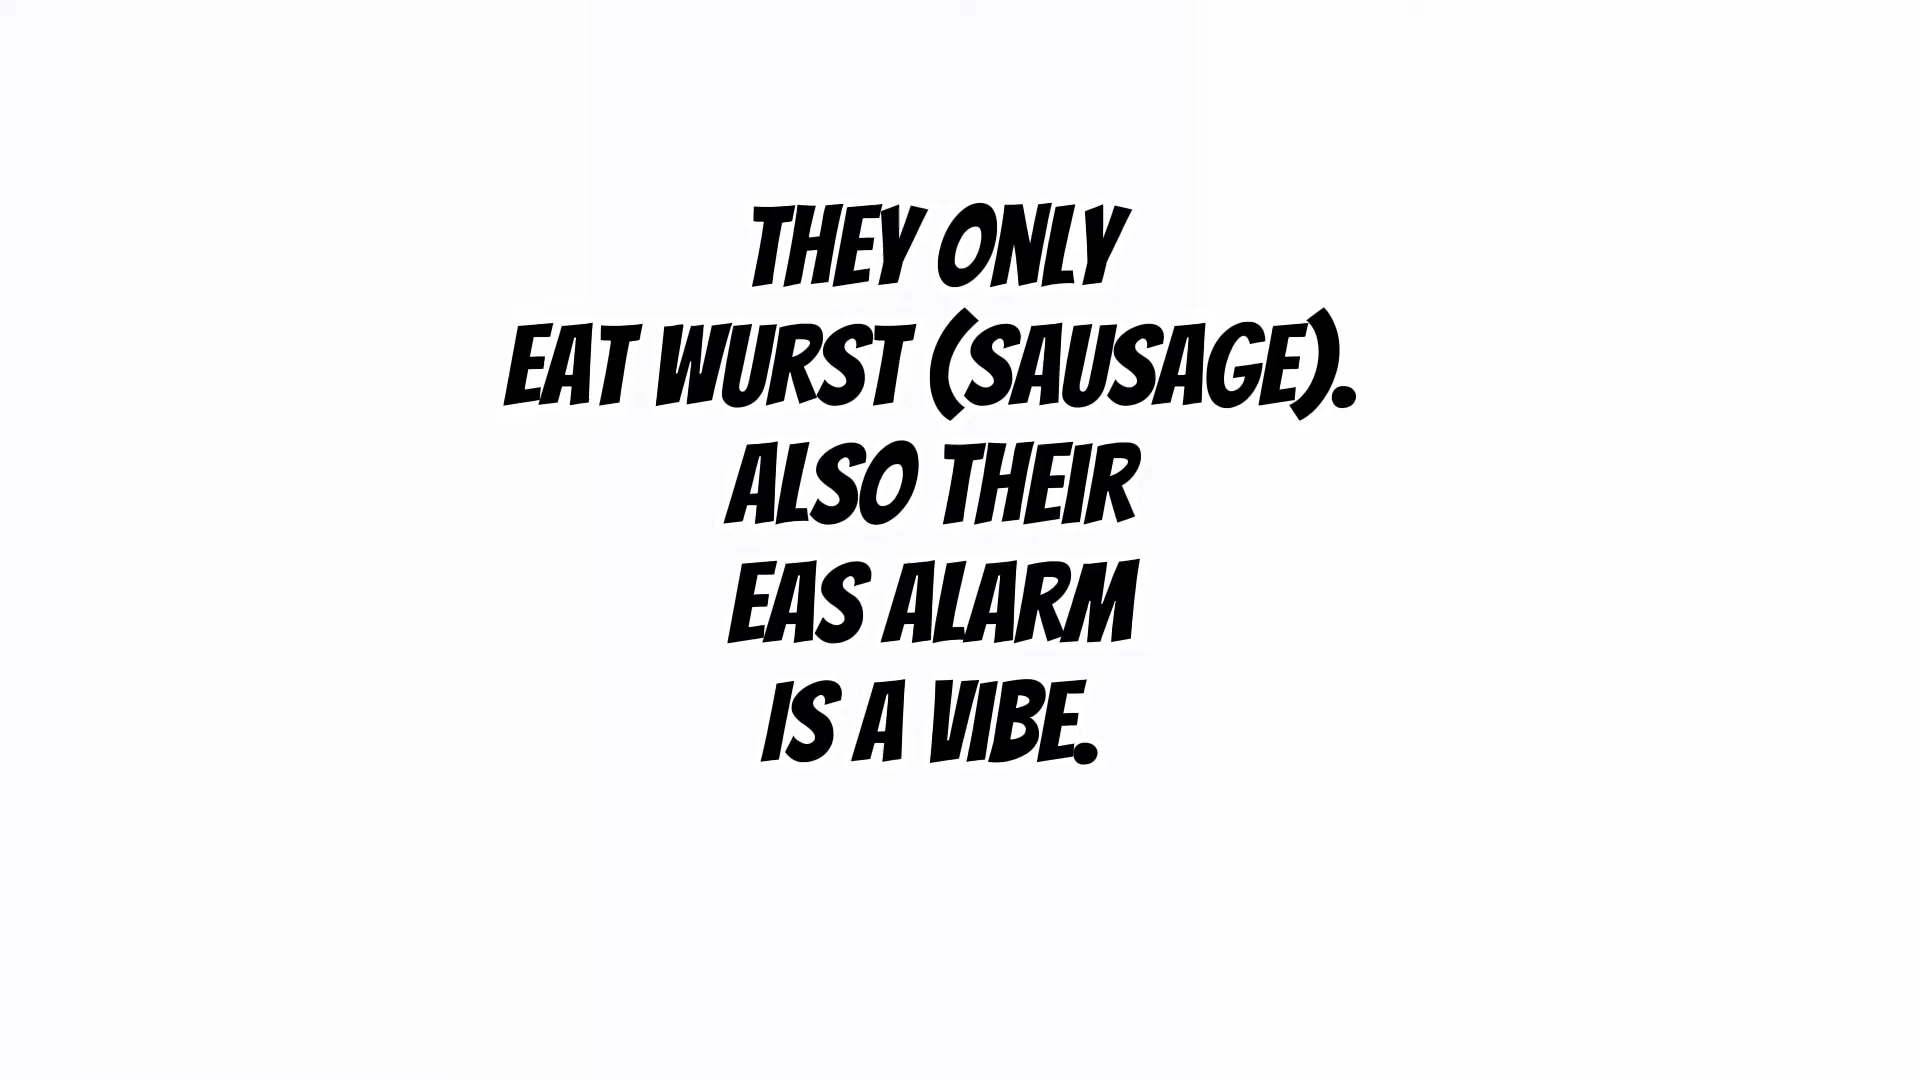 THEY ONLY
EAT WURST (SAUSAGE).
ALSO THEIR
EAS ALARM
IS A VIBE.